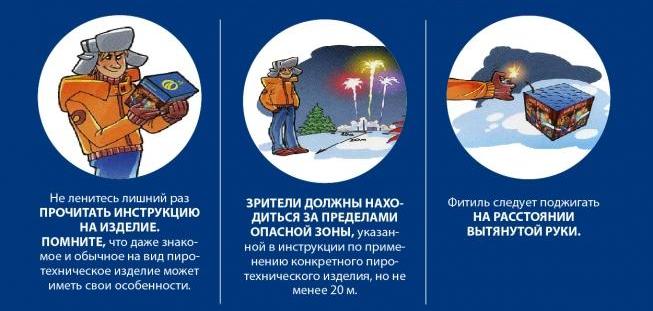 Не ленитесь лишний раз
ПРОЧИТАТЬ ИНСТРУКЦИЮ
НА ИЗДЕЛИЕ.
ПОМНИТЕ, что даже знако-
мое и обычное на вид пиро-
техническое изделие может
иметь свои особенности.
ЗРИТЕЛИ ДОЛЖНЫ НАХО-
ДИТЬСЯ ЗА ПРЕДЕЛАМИ
ОПАСНОЙ ЗОНЫ, указан-
ной в инструкции по приме-
нению конкретного пиро-
технического изделия, но не
менее 20 м.
Фитиль следует поджигать
НА РАССТОЯНИИ
ВЫТЯНУТОЙ РУКИ.